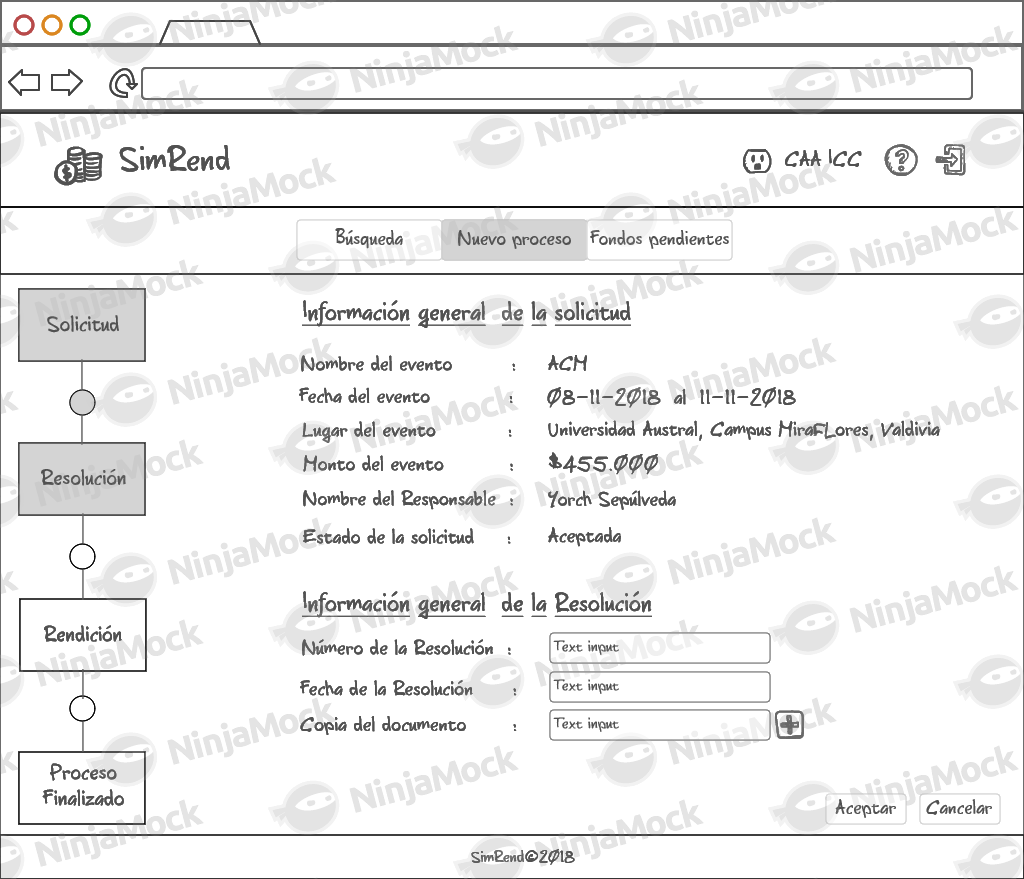 SimRend
CAA ICC
Búsqueda
Nuevo proceso
Fondos pendientes
Solicitud
Resolución
Rendición
Proceso
Finalizado
Información general de la solicitud
Nombre del evento : ACM
Fecha del evento : 08-11-2018 al 11-11-2018
Lugar del evento : Universidad Austral, Campus MiraFLores, Valdivia
Monto del evento : $455.000
Nombre del Responsable : Yorch Sepúlveda
Estado de la solicitud : Aceptada
Información general de la Resolución
Número de la Resolución : Text input
Fecha de la Resolución : Text input
Copia del documento : Text input
Aceptar
Cancelar
SimRend©2018
NinjaMock